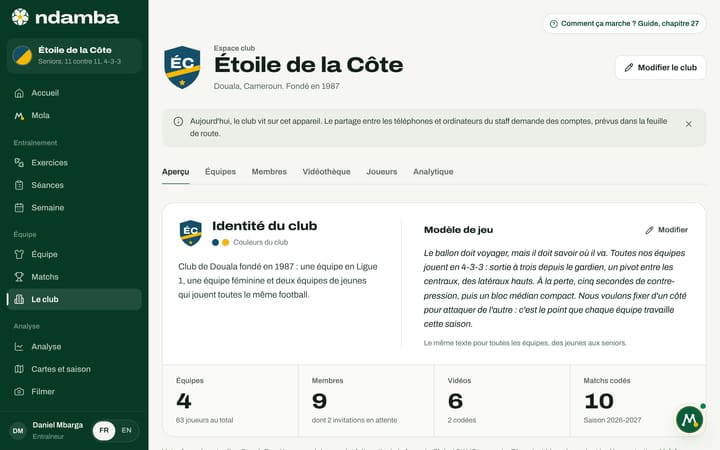 ndamba
Étoile de la Côte
Seniors, 11 contre 11, 4-3-3
Accueil
Mola
Entraînement
Exercices
Séances
Semaine
Équipe
Équipe
Matchs
Le club
Analyse
Analyse
Cartes et saison
Filmer
DM
Daniel Mbarga
Entraîneur
FR
EN
Comment ça marche ? Guide, chapitre 27
ÉC
Espace club
Étoile de la Côte
Douala, Cameroun. Fondé en 1987
Modifier le club
Aujourd'hui, le club vit sur cet appareil. Le partage entre les téléphones et ordinateurs du staff demande des comptes, prévus dans la feuille
de route.
Aperçu
Équipes
Membres
Vidéothèque
Joueurs
Analytique
ÉC
Identité du club
Couleurs du club
Club de Douala fondé en 1987 : une équipe en Ligue
1, une équipe féminine et deux équipes de jeunes
qui jouent toutes le même football.
Modèle de jeu
Modifier
Le ballon doit voyager, mais il doit savoir où il va. Toutes nos équipes
jouent en 4-3-3 : sortie à trois depuis le gardien, un pivot entre les
centraux, des latéraux hauts. À la perte, cinq secondes de contre-
pression, puis un bloc médian compact. Nous voulons fixer d'un côté
pour attaquer de l'autre : c'est le point que chaque équipe travaille
cette saison.
Le même texte pour toutes les équipes, des jeunes aux seniors.
Équipes
4
63 joueurs au total
Membres
9
dont 2 invitations en attente
Vidéos
6
2 codées
Matchs codés
10
Saison 2026-2027